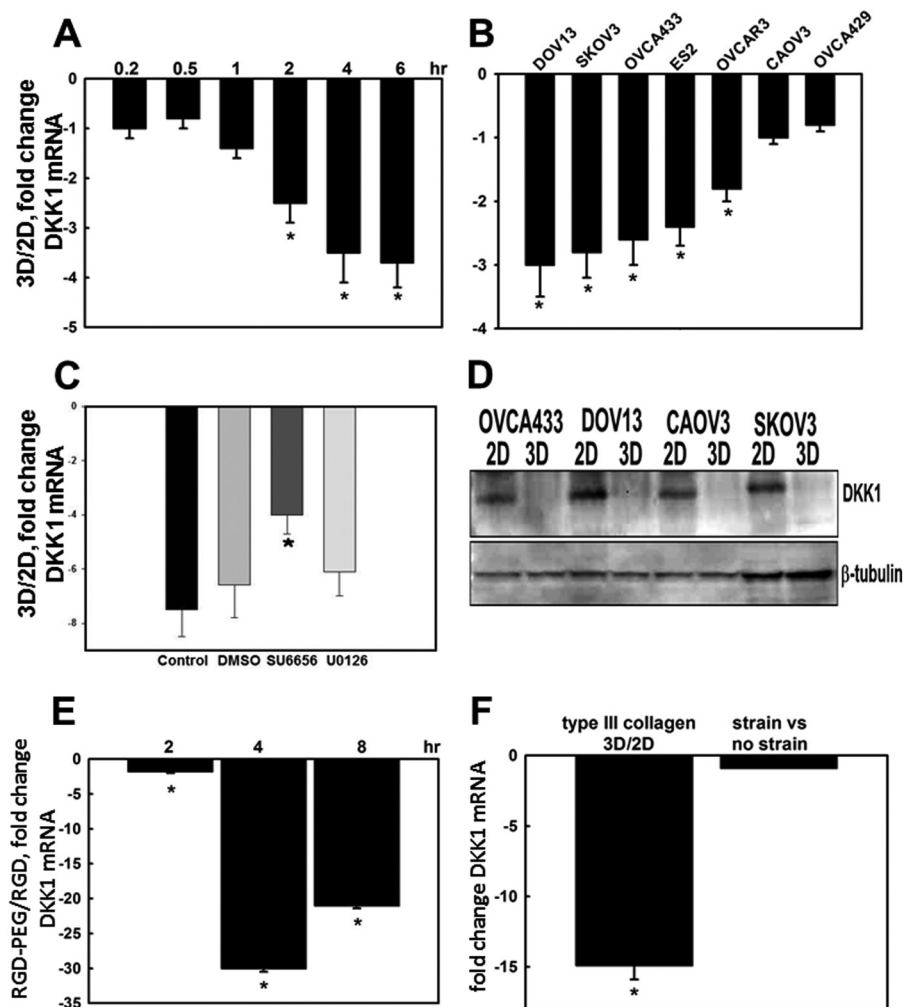 A
0.2 0.5 1 2 4 6 hr
3D/2D, fold change
DKK1 mRNA
0
-1
-2
-3
-4
-5
* * *
B
DOV13 SKOV3 OVCA433 ES2 OVCAR3 CAOV3 OVCA429
0
-1
-2
-3
-4
* * * * *
C
3D/2D, fold change
DKK1 mRNA
0
-2
-4
-6
-8
*
Control DMSO SU6656 U0126
D
OVCA433 DOV13 CAOV3 SKOV3
2D 3D 2D 3D 2D 3D 2D 3D
DKK1
β-tubulin
E
2 4 8 hr
RGD-PEG/RGD, fold change
DKK1 mRNA
0
-5
-10
-15
-20
-25
-30
-35
* * *
F
type III collagen
3D/2D
strain vs
no strain
fold change DKK1 mRNA
0
-5
-10
-15
*